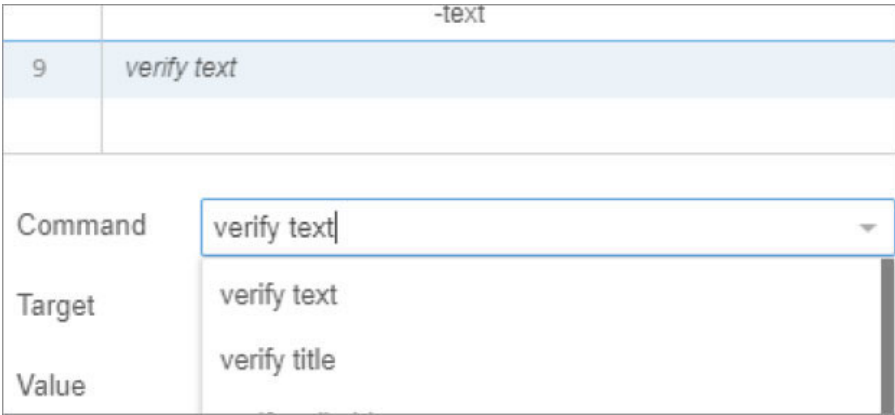 -text
9 verify text
Command verify text
verify text
Target
verify title
Value